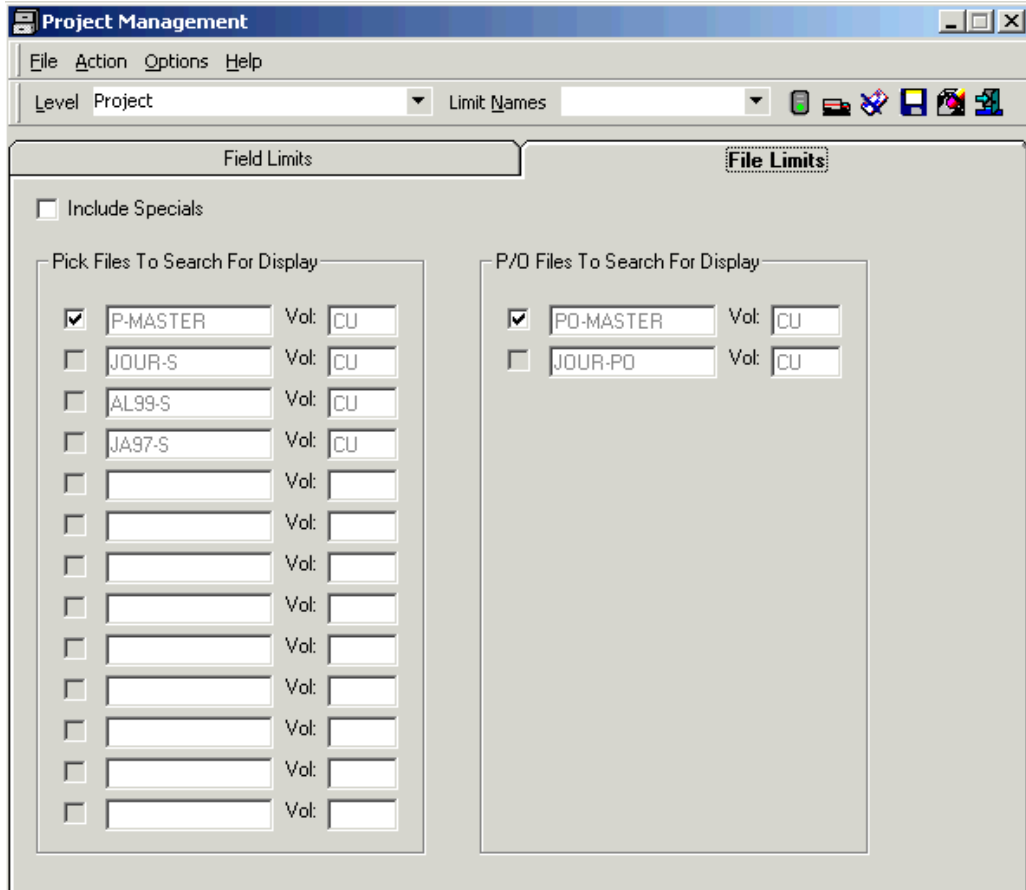 Project Management
File Action Options Help
Level Project Limit Names
Field Limits File Limits
Include Specials
Pick Files To Search For Display P/O Files To Search For Display
P-MASTER Vol: CU PO-MASTER Vol: CU
JOUR-S Vol: CU JOUR-PO Vol: CU
AL99-S Vol: CU
JA97-S Vol: CU
Vol:
Vol:
Vol:
Vol:
Vol:
Vol:
Vol:
Vol:
Vol: